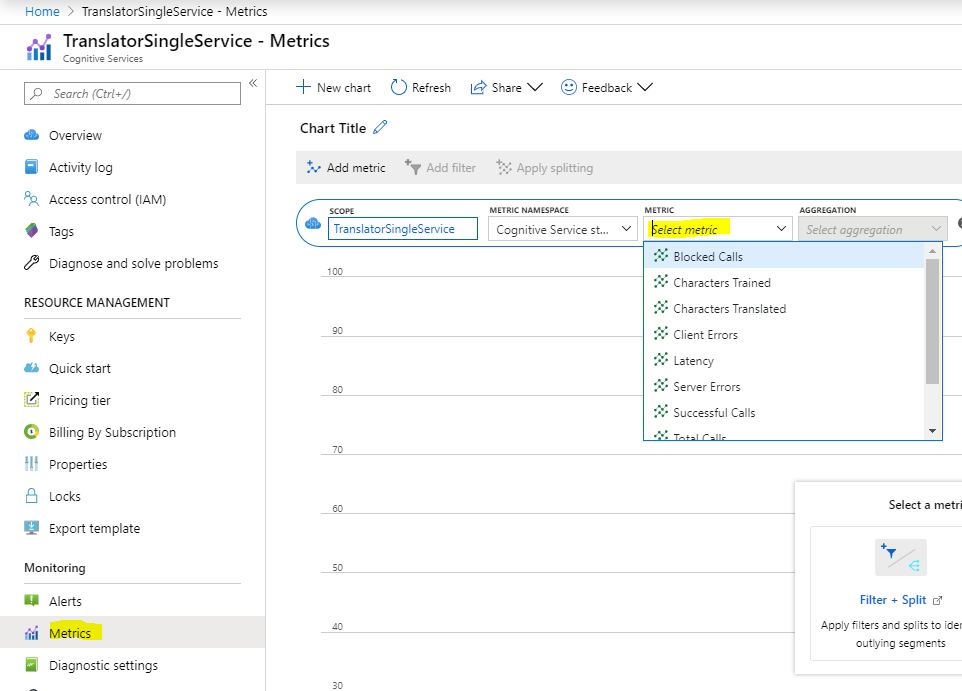 Home > TranslatorSingleService - Metrics
TranslatorSingleService - Metrics
Cognitive Services
Search (Ctrl+/)
«
Overview
Activity log
Access control (IAM)
Tags
Diagnose and solve problems
RESOURCE MANAGEMENT
Keys
Quick start
Pricing tier
Billing By Subscription
Properties
Locks
Export template
Monitoring
Alerts
Metrics
Diagnostic settings
New chart Refresh Share Feedback
Chart Title
Add metric Add filter Apply splitting
SCOPE METRIC NAMESPACE METRIC AGGREGATION
TranslatorSingleService Cognitive Service st... Select metric Select aggregation
Blocked Calls
Characters Trained
Characters Translated
Client Errors
Latency
Server Errors
Successful Calls
Total Calls
100
90
80
70
60
50
40
30
Select a metri
Filter + Split
Apply filters and splits to iden
outlying segments